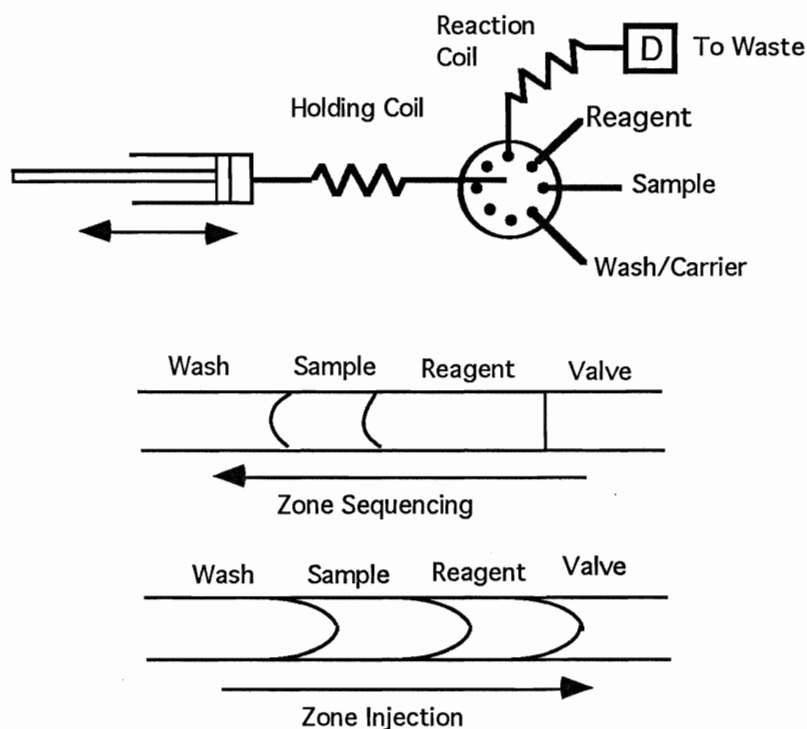 Reaction
Coil
D
To Waste
Holding Coil
Reagent
Sample
Wash/Carrier
Wash Sample Reagent Valve
Zone Sequencing
Wash Sample Reagent Valve
Zone Injection